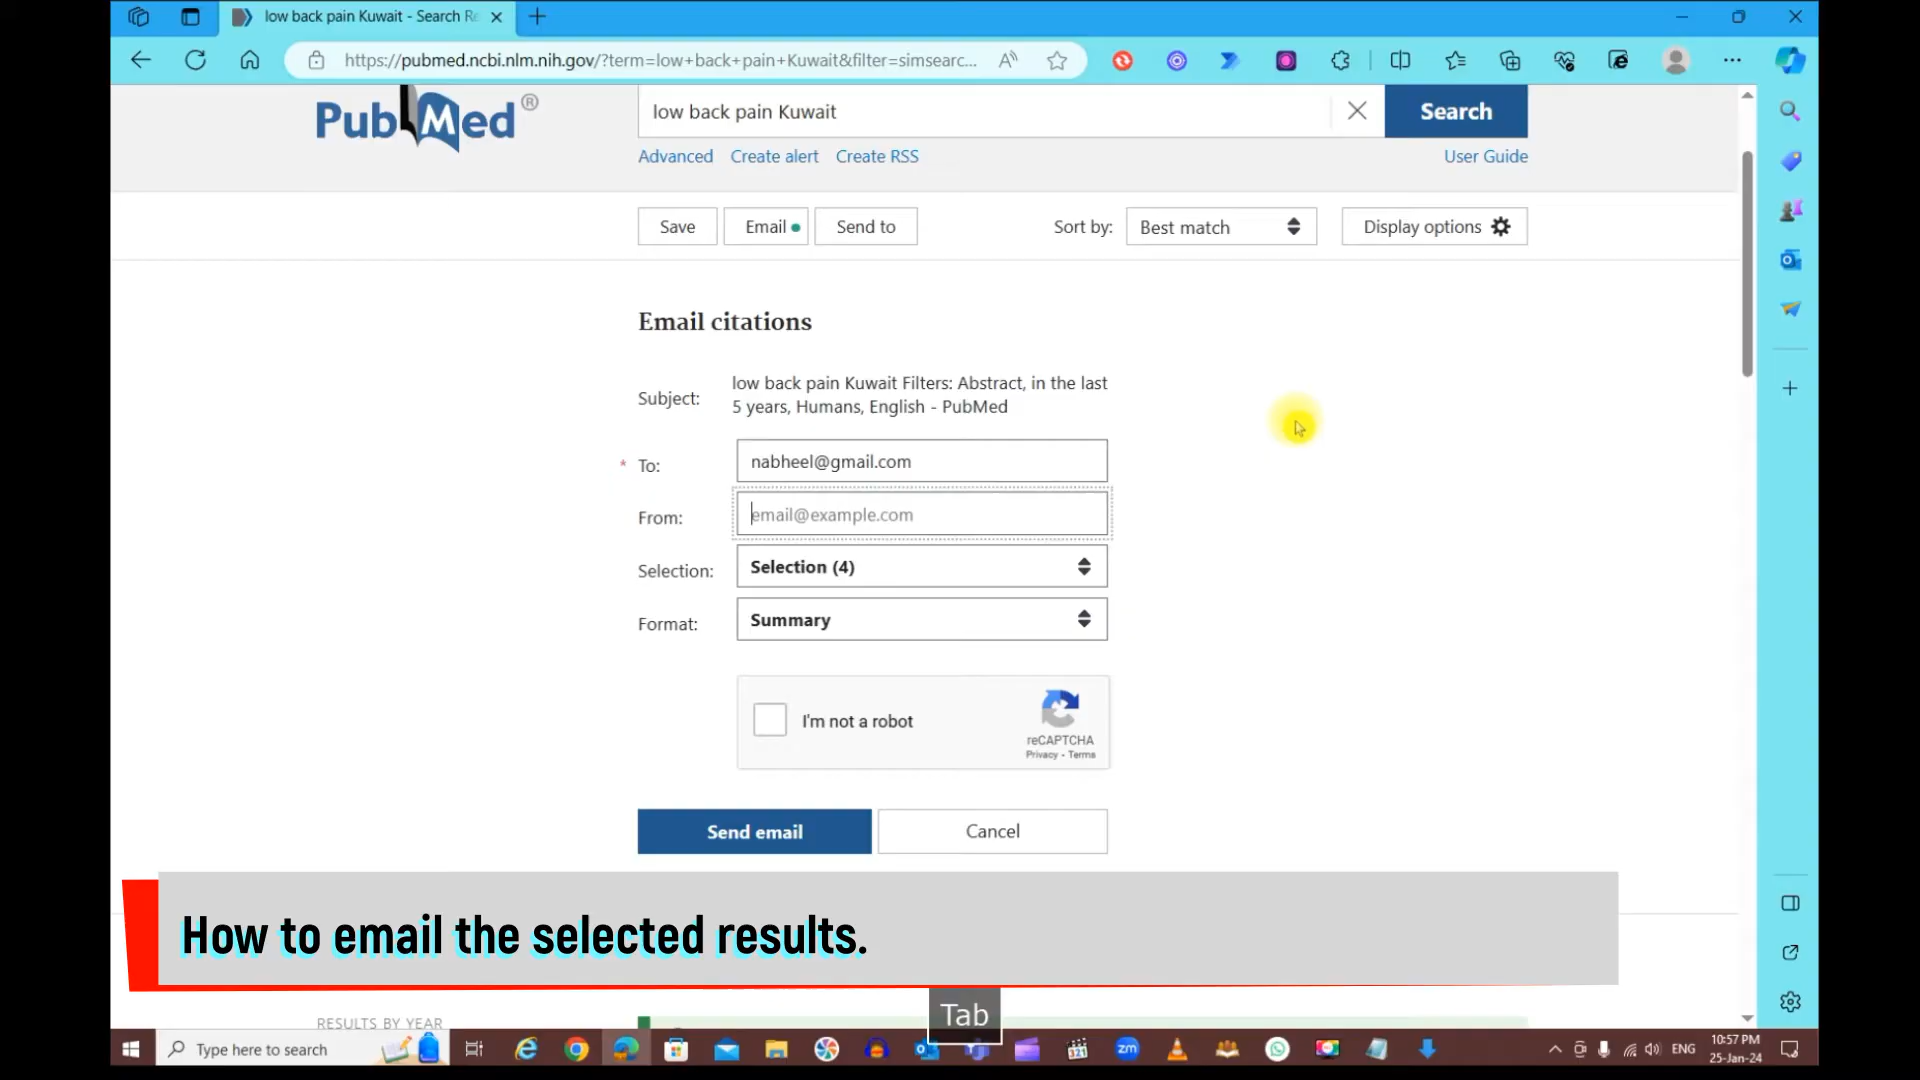 low back pain Kuwait - Search Re
https://pubmed.ncbi.nlm.nih.gov/?term=low+back+pain+Kuwait&filter=simsearc...
PubMed®
low back pain Kuwait
Search
Advanced
Create alert
Create RSS
User Guide
Save
Email
Send to
Sort by:
Best match
Display options
Email citations
Subject:
low back pain Kuwait Filters: Abstract, in the last
5 years, Humans, English - PubMed
* To:
nabheel@gmail.com
From:
email@example.com
Selection:
Selection (4)
Format:
Summary
I'm not a robot
reCAPTCHA
Privacy - Terms
Send email
Cancel
How to email the selected results.
Tab
RESULTS BY YEAR
Type here to search
zm
ENG
10:57 PM
25-Jan-24